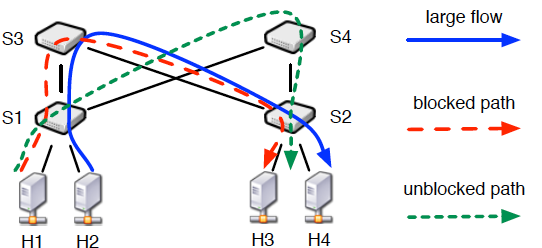 large flow
S3
S4
blocked path
S1
S2
unblocked path
H1
H2
H3
H4